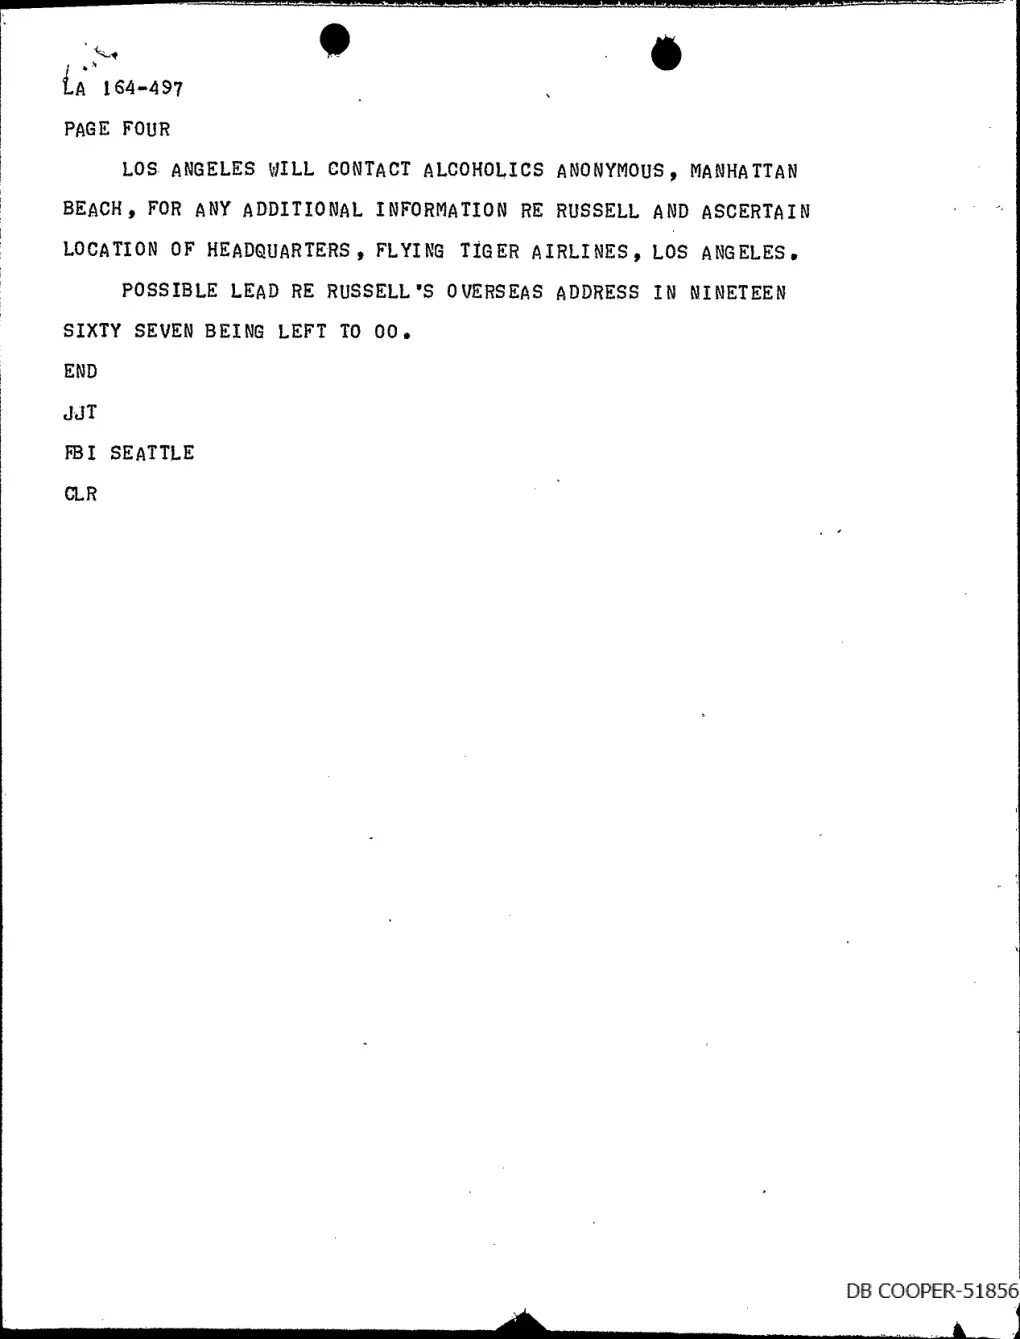 LA 164-497
PAGE FOUR
LOS ANGELES WILL CONTACT ALCOHOLICS ANONYMOUS, MANHATTAN
BEACH, FOR ANY ADDITIONAL INFORMATION RE RUSSELL AND ASCERTAIN
LOCATION OF HEADQUARTERS, FLYING TIGER AIRLINES, LOS ANGELES.
POSSIBLE LEAD RE RUSSELL'S OVERSEAS ADDRESS IN NINETEEN
SIXTY SEVEN BEING LEFT TO OO.
END
JJT
FBI SEATTLE
CLR
DB COOPER-51856